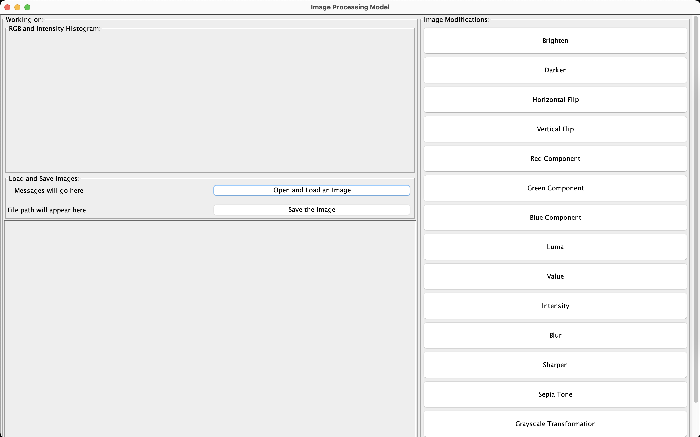 Image Processing Model
Working on:
RGB and Intensity Histogram:
Load and Save Images:
Messages will go here
Open and Load an Image
File path will appear here
Save the Image
Image Modifications:
Brighten
Darker
Horizontal Flip
Vertical Flip
Red Component
Green Component
Blue Component
Luma
Value
Intensity
Blur
Sharpen
Sepia Tone
Grayscale Transformation